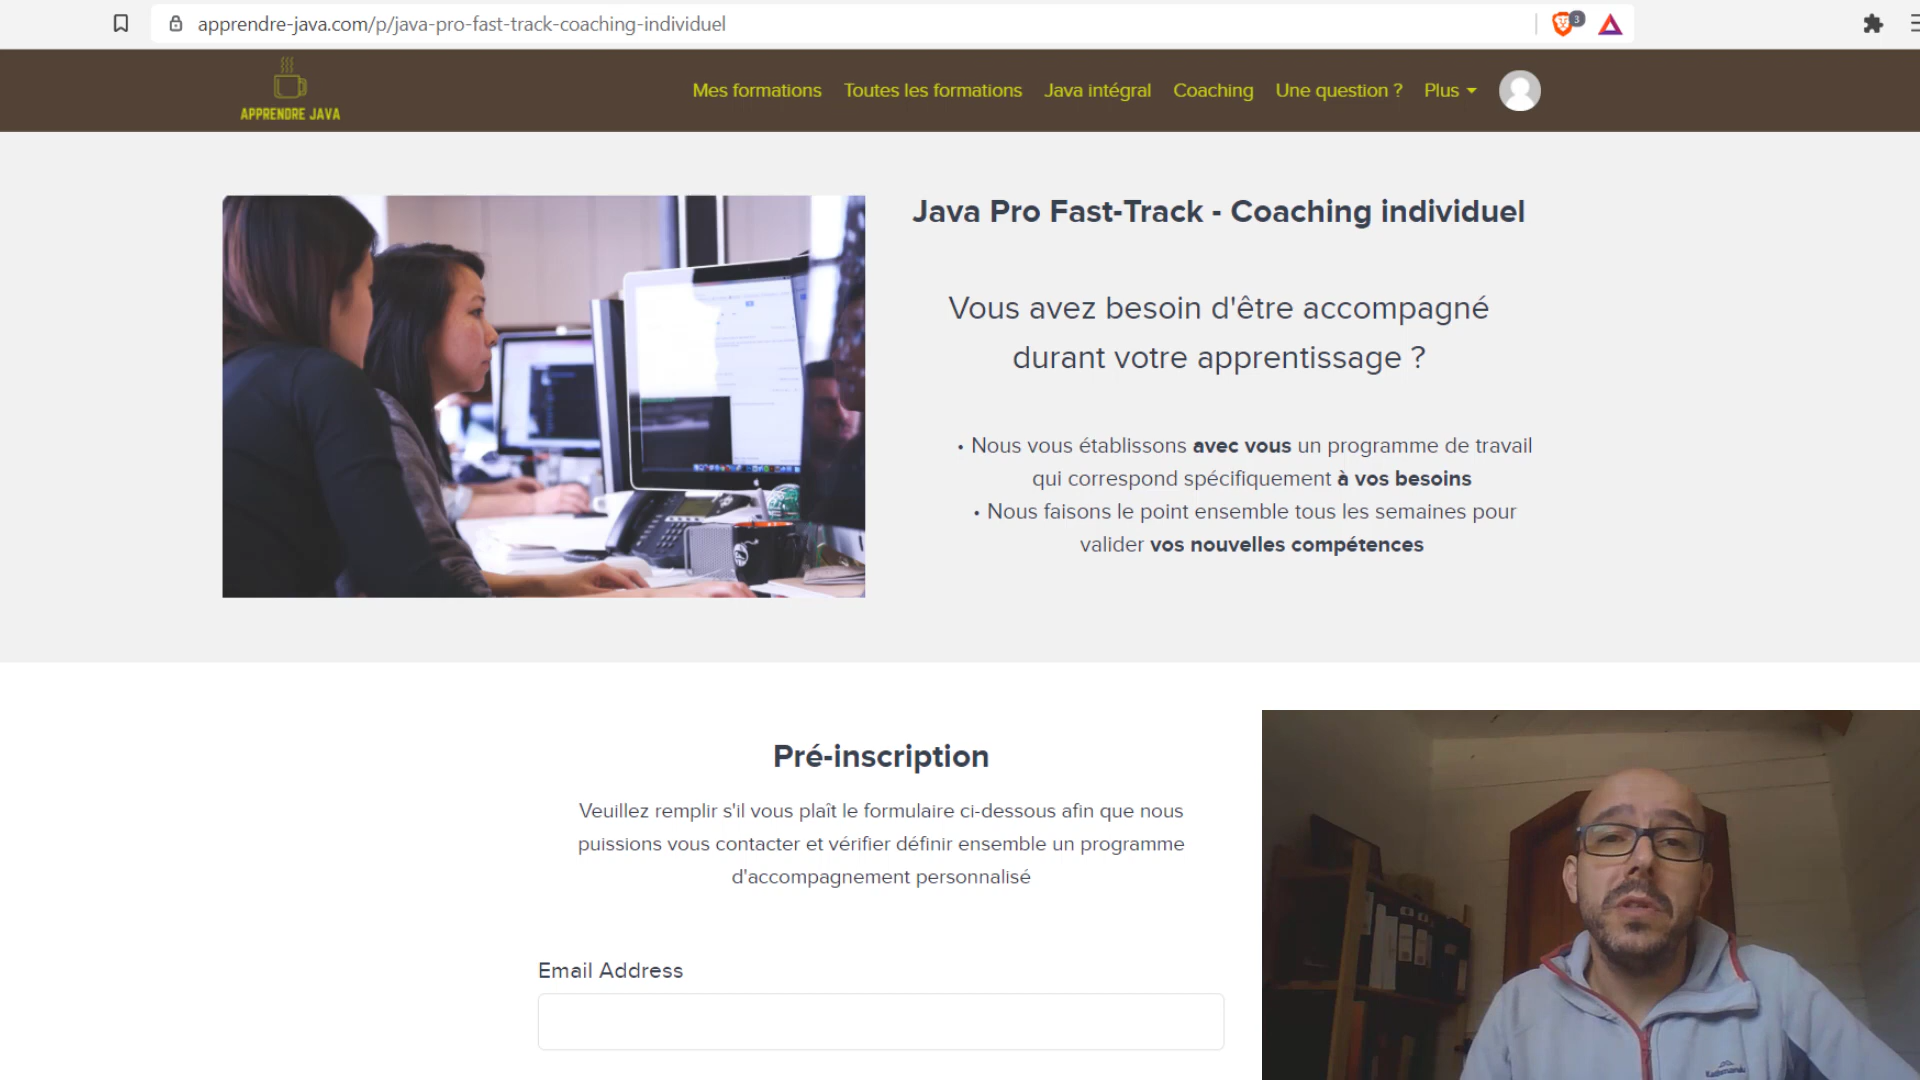 apprendre-java.com/p/java-pro-fast-track-coaching-individuel
3
APPRENDRE JAVA
Mes formations Toutes les formations Java intégral Coaching Une question ? Plus
Java Pro Fast-Track - Coaching individuel
Vous avez besoin d'être accompagné
durant votre apprentissage ?
• Nous vous établissons avec vous un programme de travail
qui correspond spécifiquement à vos besoins
• Nous faisons le point ensemble tous les semaines pour
valider vos nouvelles compétences
Pré-inscription
Veuillez remplir s'il vous plaît le formulaire ci-dessous afin que nous
puissions vous contacter et vérifier définir ensemble un programme
d'accompagnement personnalisé
Email Address